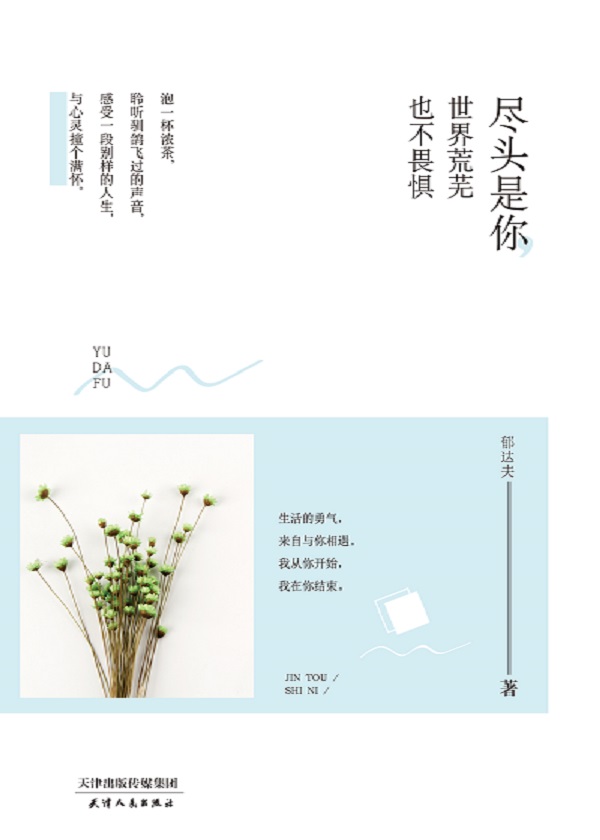 尽头是你，
世界荒芜
也不畏惧
泡一杯浓茶，
聆听驯鸽飞过的声音，
感受一段别样的人生，
与心灵撞个满怀。
YU
DA
FU
郁达夫
著
生活的勇气，
来自与你相遇。
我从你开始，
我在你结束。
JIN TOU /
SHI NI /
天津出版传媒集团
天津人民出版社